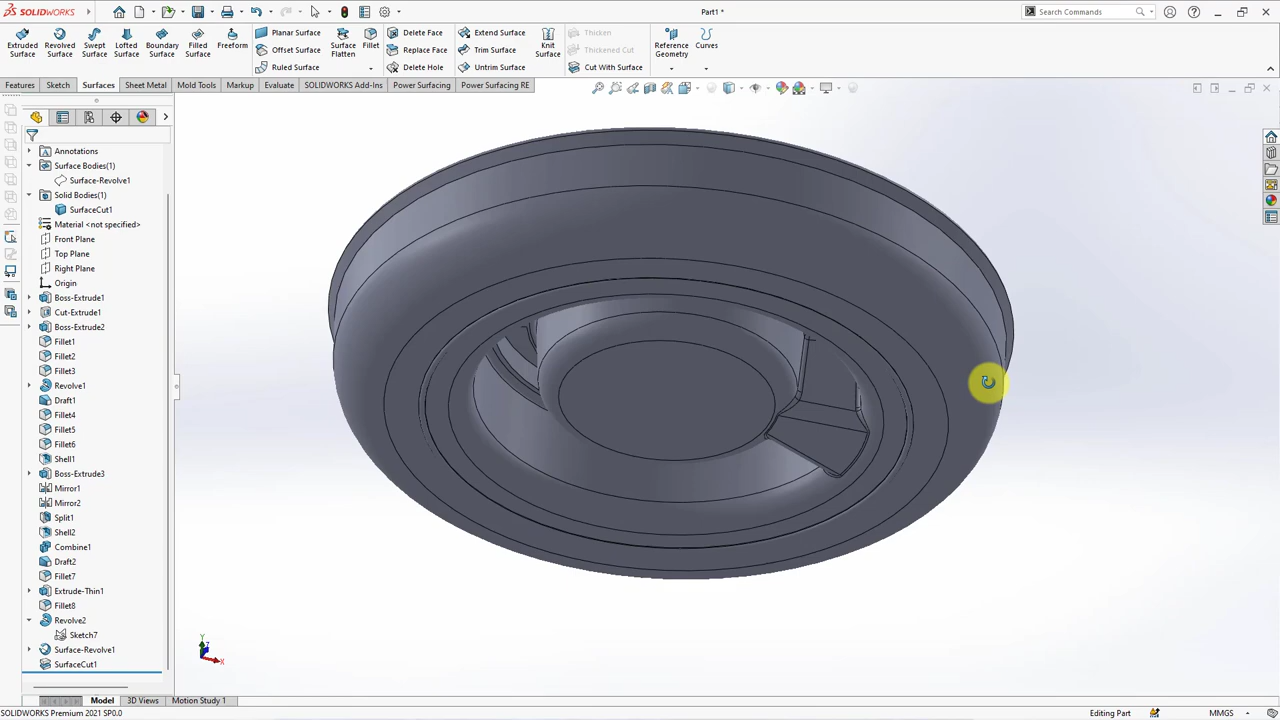 SOLIDWORKS
Part1 *
Search Commands
Extruded Surface
Revolved Surface
Swept Surface
Lofted Surface
Boundary Surface
Filled Surface
Freeform
Planar Surface
Offset Surface
Ruled Surface
Surface Flatten
Fillet
Delete Face
Replace Face
Delete Hole
Extend Surface
Trim Surface
Untrim Surface
Knit Surface
Thicken
Thickened Cut
Cut With Surface
Reference Geometry
Curves
Features
Sketch
Surfaces
Sheet Metal
Mold Tools
Markup
Evaluate
SOLIDWORKS Add-Ins
Power Surfacing
Power Surfacing RE
Annotations
Surface Bodies(1)
Surface-Revolve1
Solid Bodies(1)
SurfaceCut1
Material <not specified>
Front Plane
Top Plane
Right Plane
Origin
Boss-Extrude1
Cut-Extrude1
Boss-Extrude2
Fillet1
Fillet2
Fillet3
Revolve1
Draft1
Fillet4
Fillet5
Fillet6
Shell1
Boss-Extrude3
Mirror1
Mirror2
Split1
Shell2
Combine1
Draft2
Fillet7
Extrude-Thin1
Fillet8
Revolve2
Sketch7
Surface-Revolve1
SurfaceCut1
Y
Z
X
Model
3D Views
Motion Study 1
SOLIDWORKS Premium 2021 SP0.0
Editing Part
MMGS